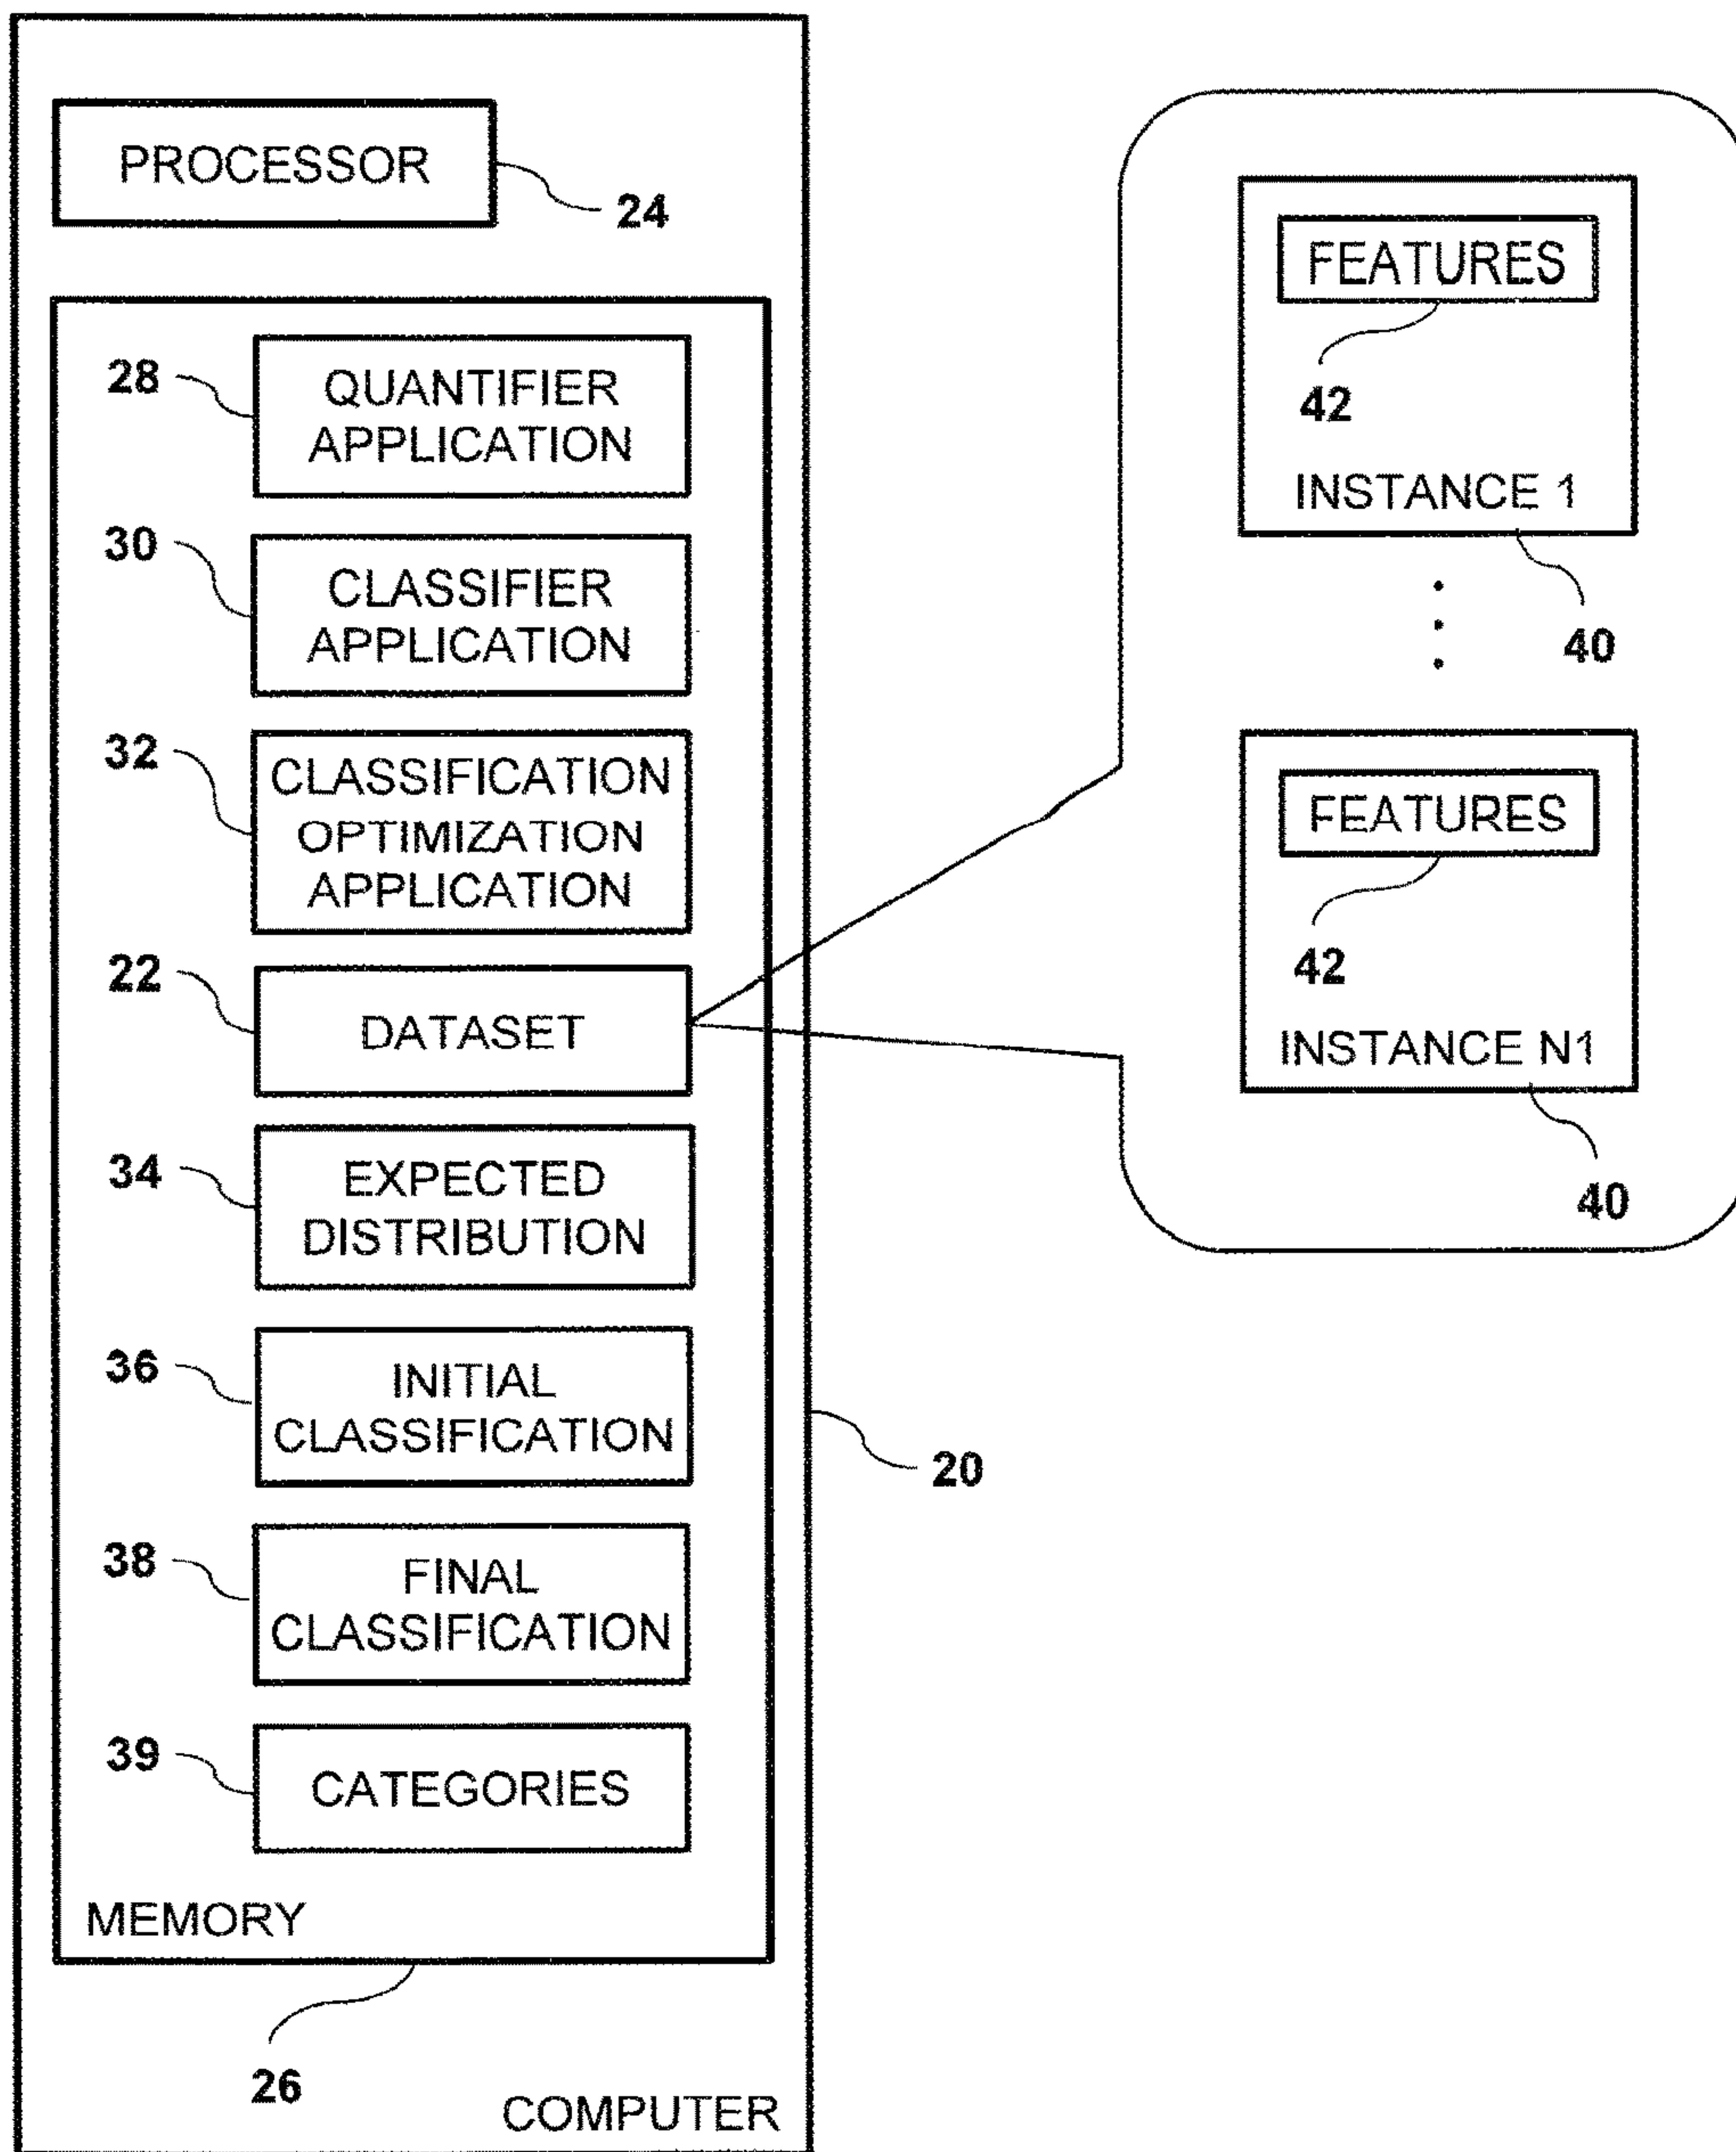 PROCESSOR
24
28
QUANTIFIER
APPLICATION
30
CLASSIFIER
APPLICATION
32
CLASSIFICATION
OPTIMIZATION
APPLICATION
22
DATASET
34
EXPECTED
DISTRIBUTION
36
INITIAL
CLASSIFICATION
20
38
FINAL
CLASSIFICATION
39
CATEGORIES
MEMORY
26
COMPUTER
FEATURES
42
INSTANCE 1
40
FEATURES
42
INSTANCE N1
40